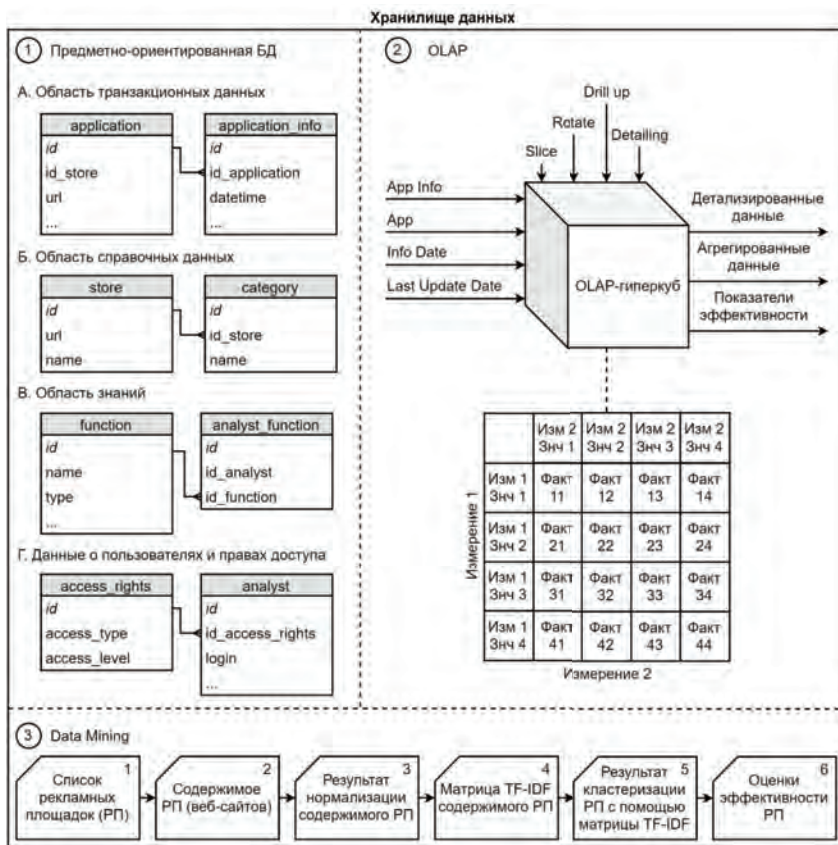 Хранилище данных
1 Предметно-ориентированная БД
А. Область транзакционных данных
application
id
id_store
url
...
application_info
id
id_application
datetime
...
Б. Область справочных данных
store
id
url
name
category
id
id_store
name
В. Область знаний
function
id
name
type
...
analyst_function
id
id_analyst
id_function
Г. Данные о пользователях и правах доступа
access_rights
id
access_type
access_level
analyst
id
id_access_rights
login
...
2 OLAP
Drill up
Rotate
Detailing
Slice
App Info
App
Info Date
Last Update Date
OLAP-гиперкуб
Детализированные
данные
Агрегированные
данные
Показатели
эффективности
Изм 2 Изм 2 Изм 2 Изм 2
Знч 1 Знч 2 Знч 3 Знч 4
Изм 1 Факт Факт Факт Факт
Знч 1 11 12 13 14
Изм 1 Факт Факт Факт Факт
Знч 2 21 22 23 24
Изм 1 Факт Факт Факт Факт
Знч 3 31 32 33 34
Изм 1 Факт Факт Факт Факт
Знч 4 41 42 43 44
Измерение 1
Измерение 2
3 Data Mining
1
Список
рекламных
площадок (РП)
2
Содержимое
РП (веб-сайтов)
3
Результат
нормализации
содержимого РП
4
Матрица TF-IDF
содержимого РП
5
Результат
кластеризации
РП с помощью
матрицы TF-IDF
6
Оценки
эффективности
РП